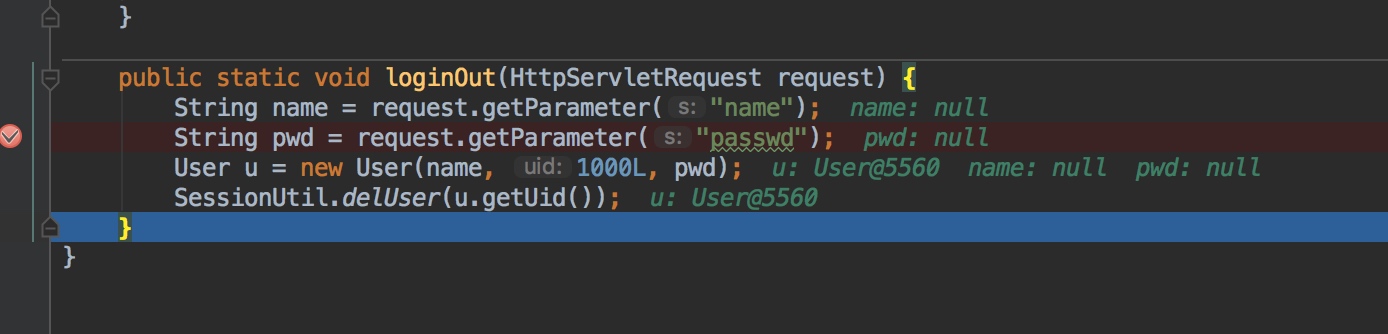 }
public static void loginOut(HttpServletRequest request) {
String name = request.getParameter( s: "name");  name: null
String pwd = request.getParameter( s: "passwd");  pwd: null
User u = new User(name,  uid: 1000L, pwd);  u: User@5560  name: null  pwd: null
SessionUtil.delUser(u.getUid());  u: User@5560
}
}